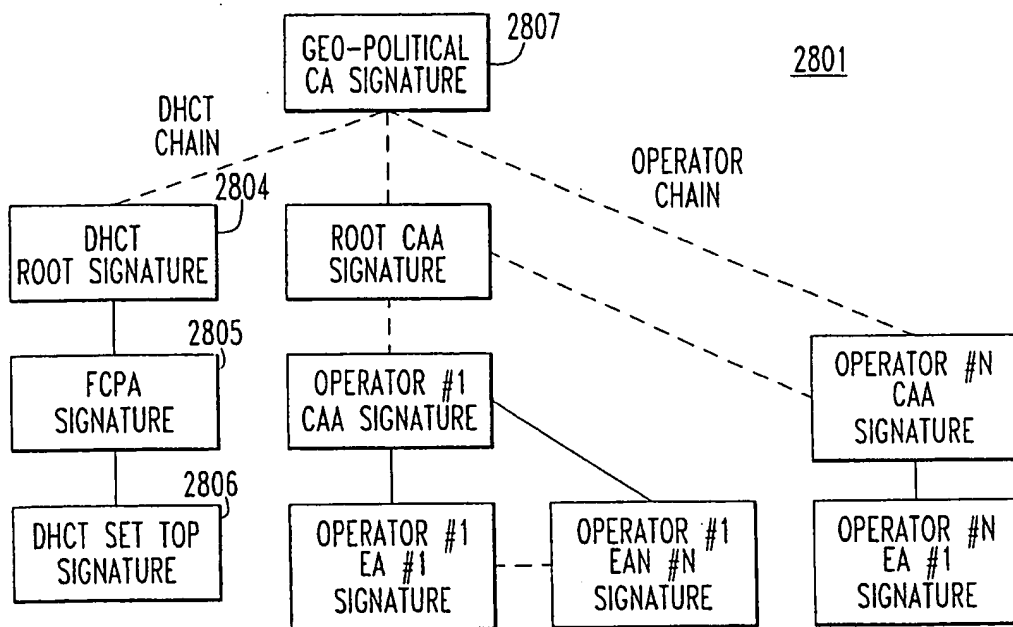 GEO-POLITICAL
CA SIGNATURE
2807
2801
DHCT
CHAIN
OPERATOR
CHAIN
2804
DHCT
ROOT SIGNATURE
ROOT CAA
SIGNATURE
2805
FCPA
SIGNATURE
OPERATOR #1
CAA SIGNATURE
OPERATOR #N
CAA
SIGNATURE
2806
DHCT SET TOP
SIGNATURE
OPERATOR #1
EA #1
SIGNATURE
OPERATOR #1
EAN #N
SIGNATURE
OPERATOR #N
EA #1
SIGNATURE